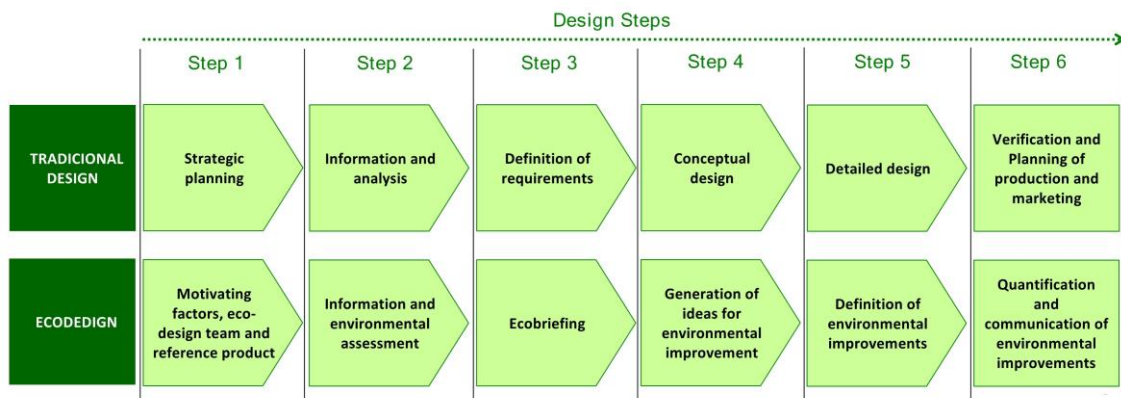 Design Steps
Step 1
Step 2
Step 3
Step 4
Step 5
Step 6
TRADICIONAL
DESIGN
Strategic
planning
Information and
analysis
Definition of
requirements
Conceptual
design
Detailed design
Verification and
Planning of
production and
marketing
ECODEDIGN
Motivating
factors, eco-
design team and
reference product
Information and
environmental
assessment
Ecobriefing
Generation of
ideas for
environmental
improvement
Definition of
environmental
improvements
Quantification
and
communication of
environmental
improvements